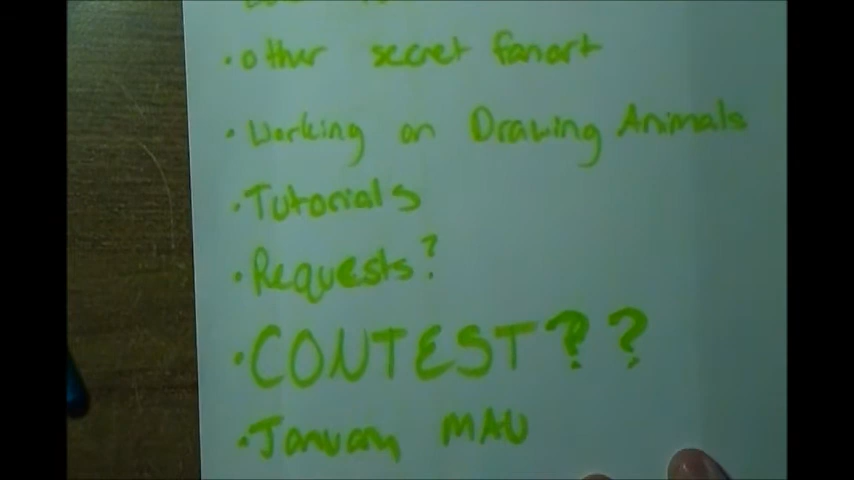 · other secret fanart
· Working on Drawing Animals
· Tutorials
· Requests?
· CONTEST??
· January MAU